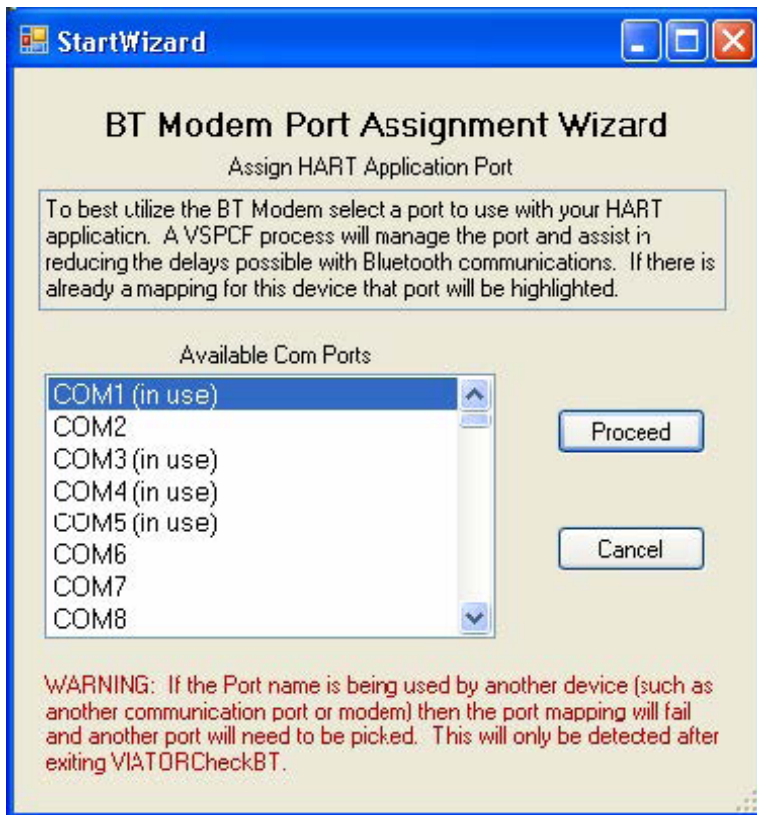 StartWizard
BT Modem Port Assignment Wizard
Assign HART Application Port
To best utilize the BT Modem select a port to use with your HART
application. A VSPCF process will manage the port and assist in
reducing the delays possible with Bluetooth communications. If there is
already a mapping for this device that port will be highlighted.
Available Com Ports
COM1 (in use)
COM2
COM3 (in use)
COM4 (in use)
COM5 (in use)
COM6
COM7
COM8
Proceed
Cancel
WARNING: If the Port name is being used by another device (such as
another communication port or modem) then the port mapping will fail
and another port will need to be picked. This will only be detected after
exiting VIATORCheckBT.